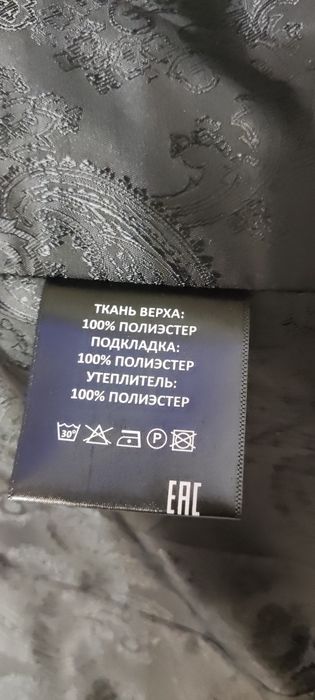 ТКАНЬ ВЕРХА:
100% ПОЛИЭСТЕР
ПОДКЛАДКА:
100% ПОЛИЭСТЕР
УТЕПЛИТЕЛЬ:
100% ПОЛИЭСТЕР
30° P
EAC